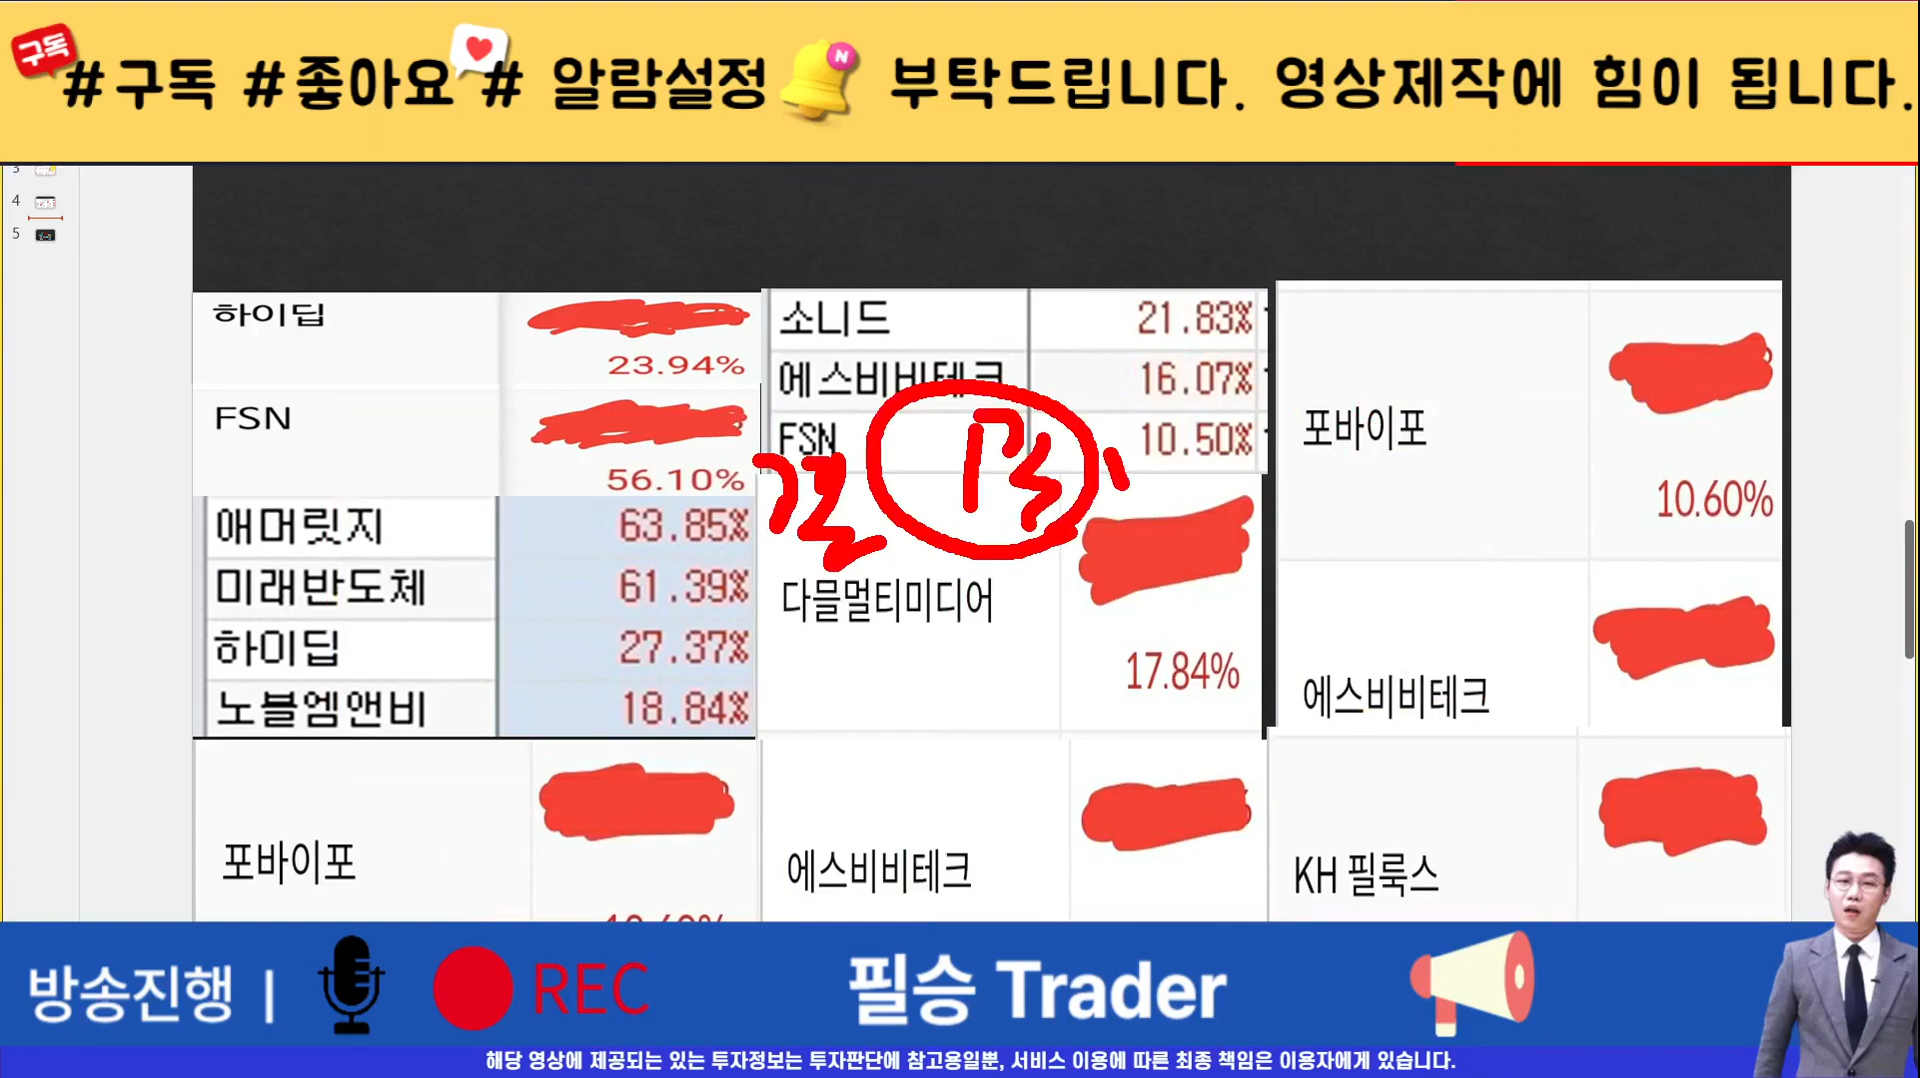 구독
#구독 #좋아요 # 알람설정 N 부탁드립니다. 영상제작에 힘이 됩니다.
3
4
5
하이딥
23.94%
FSN
56.10%
애머릿지 63.85%
미래반도체 61.39%
하이딥 27.37%
노블엠앤비 18.84%
소니드 21.83%
에스비비테크 16.07%
FSN 10.50%
다믈멀티미디어
17.84%
포바이포
10.60%
에스비비테크
포바이포
에스비비테크
KH 필룩스
방송진행 | REC 필승 Trader
해당 영상에 제공되는 있는 투자정보는 투자판단에 참고용일뿐, 서비스 이용에 따른 최종 책임은 이용자에게 있습니다.